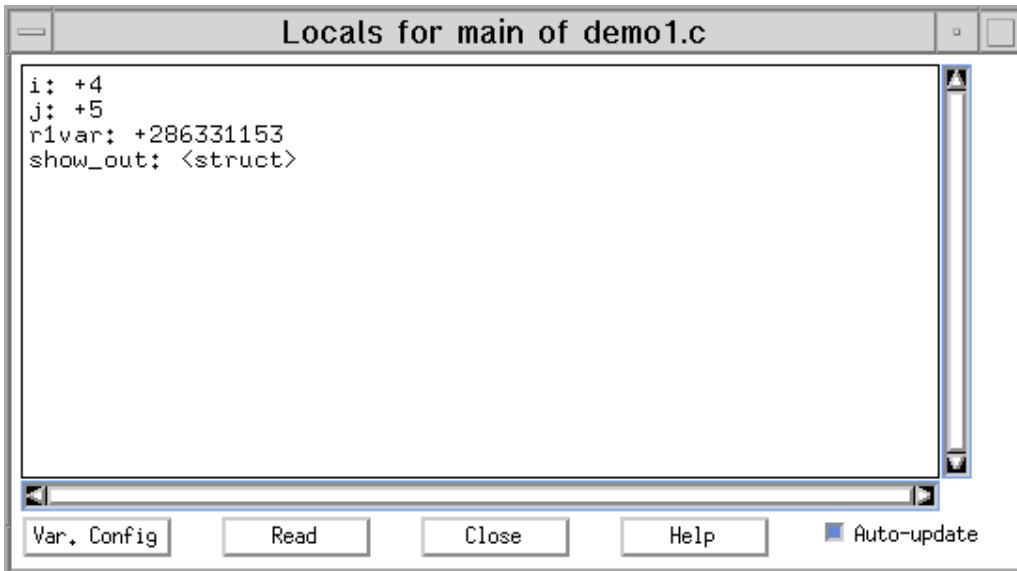 Locals for main of demo1.c
i: +4
j: +5
r1var: +286331153
show_out: <struct>
Var. Config
Read
Close
Help
Auto-update